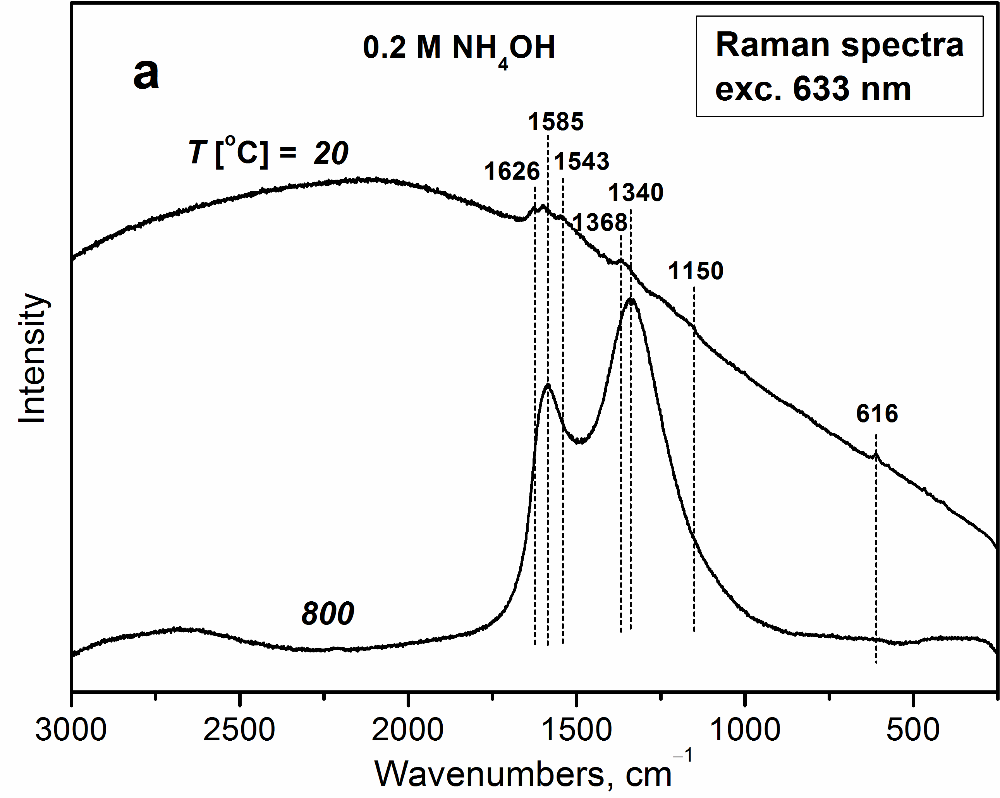 a
0.2 M NH₄OH
Raman spectra
exc. 633 nm
T [°C] = 20
1585
1543
1626
1340
1368
1150
616
800
Intensity
3000 2500 2000 1500 1000 500
Wavenumbers, cm⁻¹